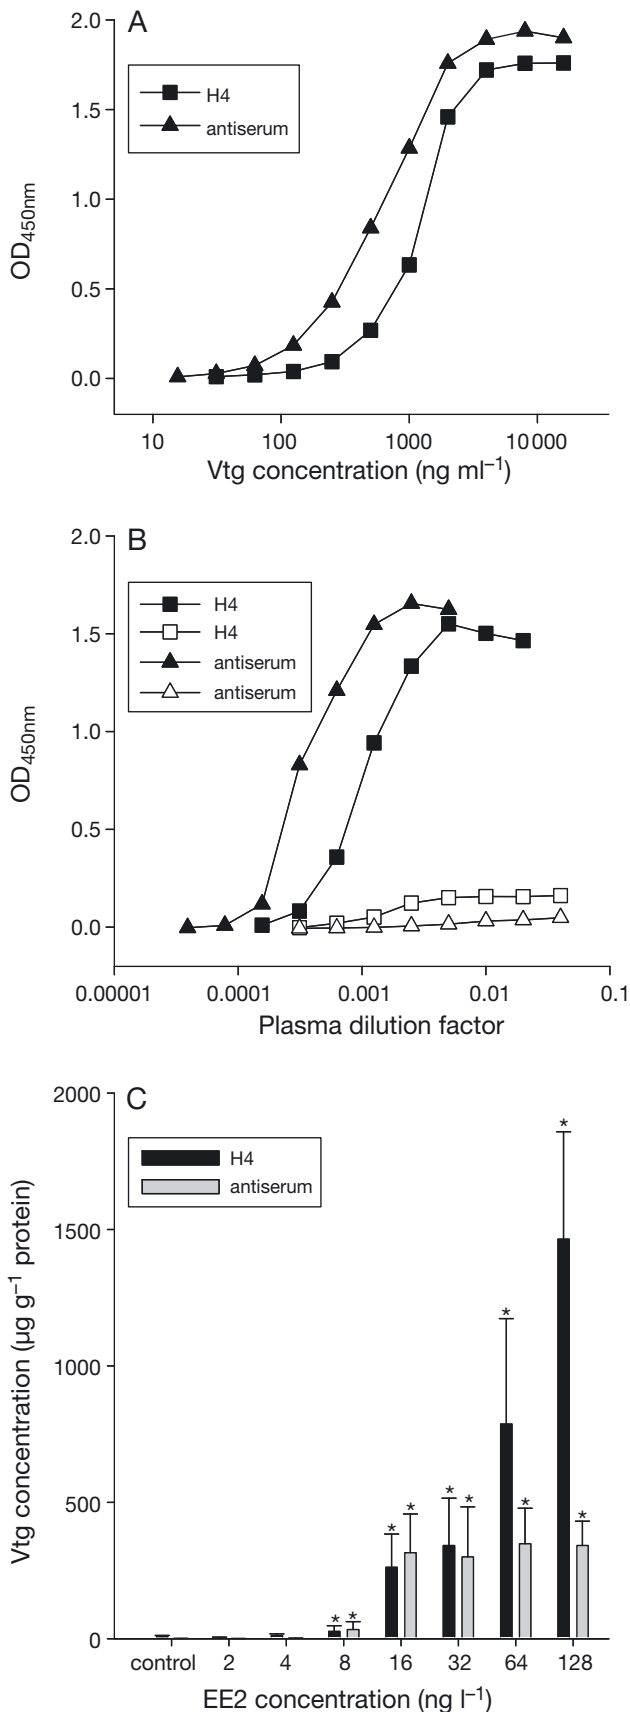 A
2.0
1.5
1.0
0.5
0.0
OD450nm
H4
antiserum
10 100 1000 10000
Vtg concentration (ng ml–1)
B
2.0
1.5
1.0
0.5
0.0
OD450nm
H4
H4
antiserum
antiserum
0.00001 0.0001 0.001 0.01 0.1
Plasma dilution factor
C
2000
1500
1000
500
0
Vtg concentration (µg g–1 protein)
H4
antiserum
* * * * * * * * * *
control 2 4 8 16 32 64 128
EE2 concentration (ng l–1)